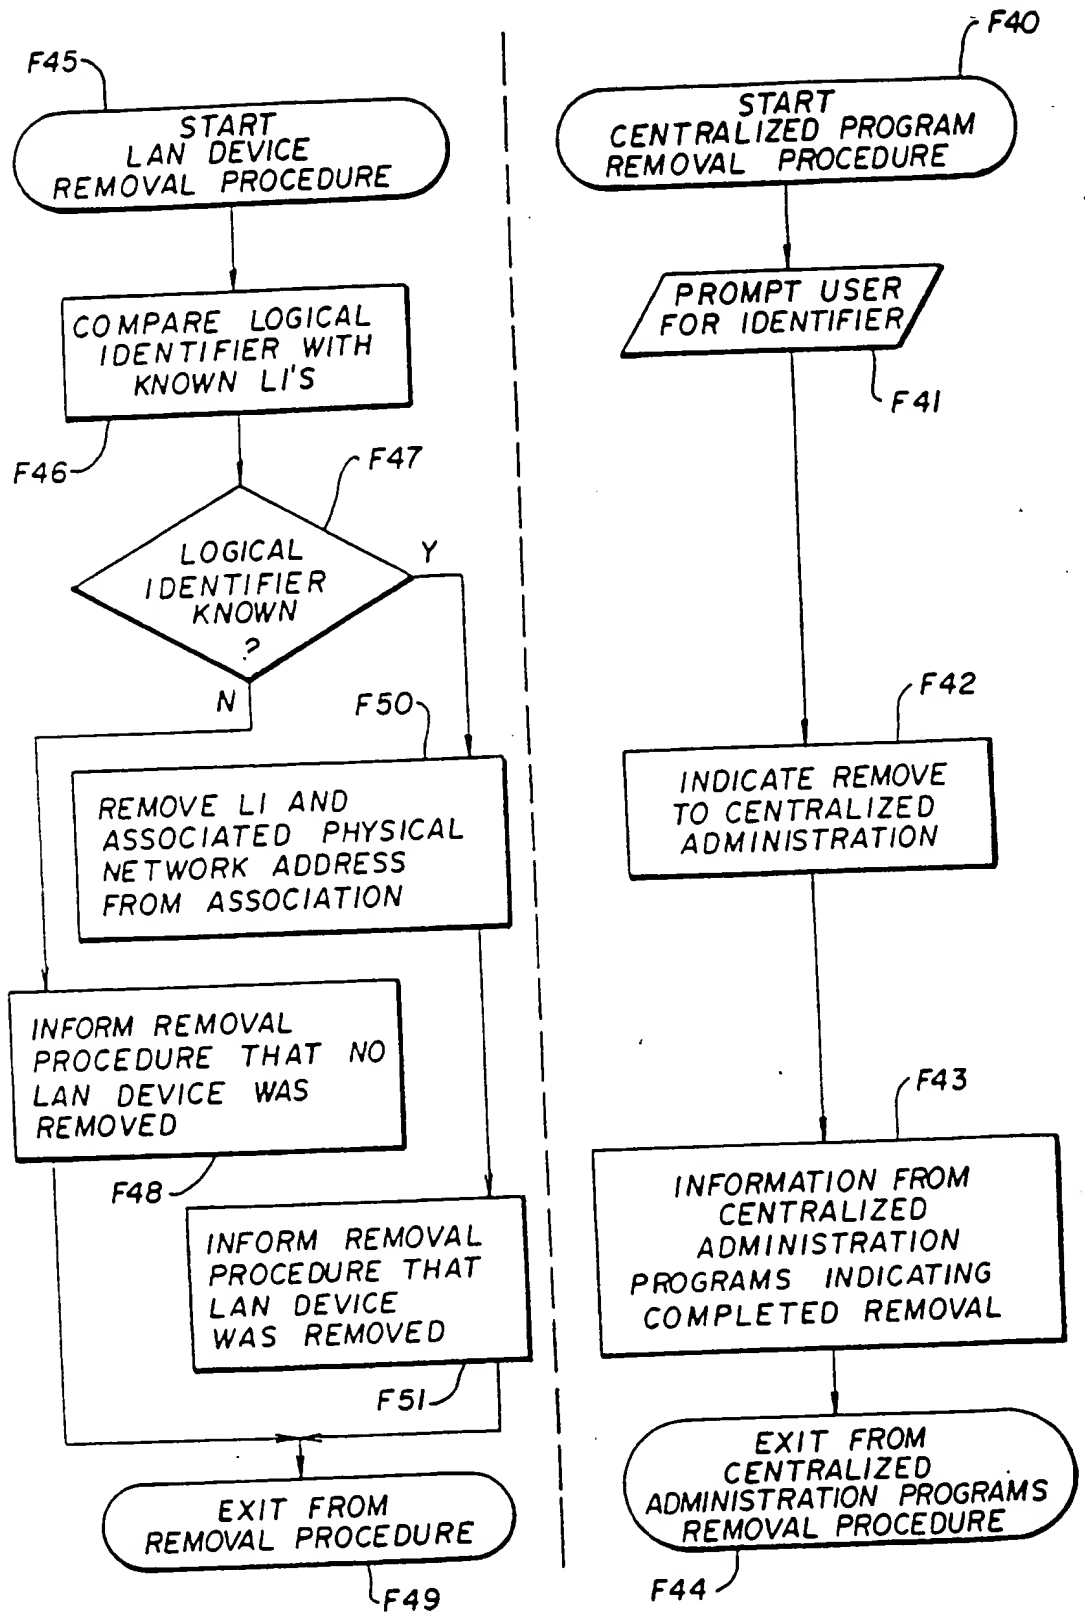 F45
START
LAN DEVICE
REMOVAL PROCEDURE
COMPARE LOGICAL
IDENTIFIER WITH
KNOWN LI'S
F46
F47
LOGICAL
IDENTIFIER
KNOWN
?
Y
N
F50
REMOVE LI AND
ASSOCIATED PHYSICAL
NETWORK ADDRESS
FROM ASSOCIATION
INFORM REMOVAL
PROCEDURE THAT NO
LAN DEVICE WAS
REMOVED
F48
INFORM REMOVAL
PROCEDURE THAT
LAN DEVICE
WAS REMOVED
F51
EXIT FROM
REMOVAL PROCEDURE
F49
F40
START
CENTRALIZED PROGRAM
REMOVAL PROCEDURE
PROMPT USER
FOR IDENTIFIER
F41
F42
INDICATE REMOVE
TO CENTRALIZED
ADMINISTRATION
F43
INFORMATION FROM
CENTRALIZED
ADMINISTRATION
PROGRAMS INDICATING
COMPLETED REMOVAL
EXIT FROM
CENTRALIZED
ADMINISTRATION PROGRAMS
REMOVAL PROCEDURE
F44